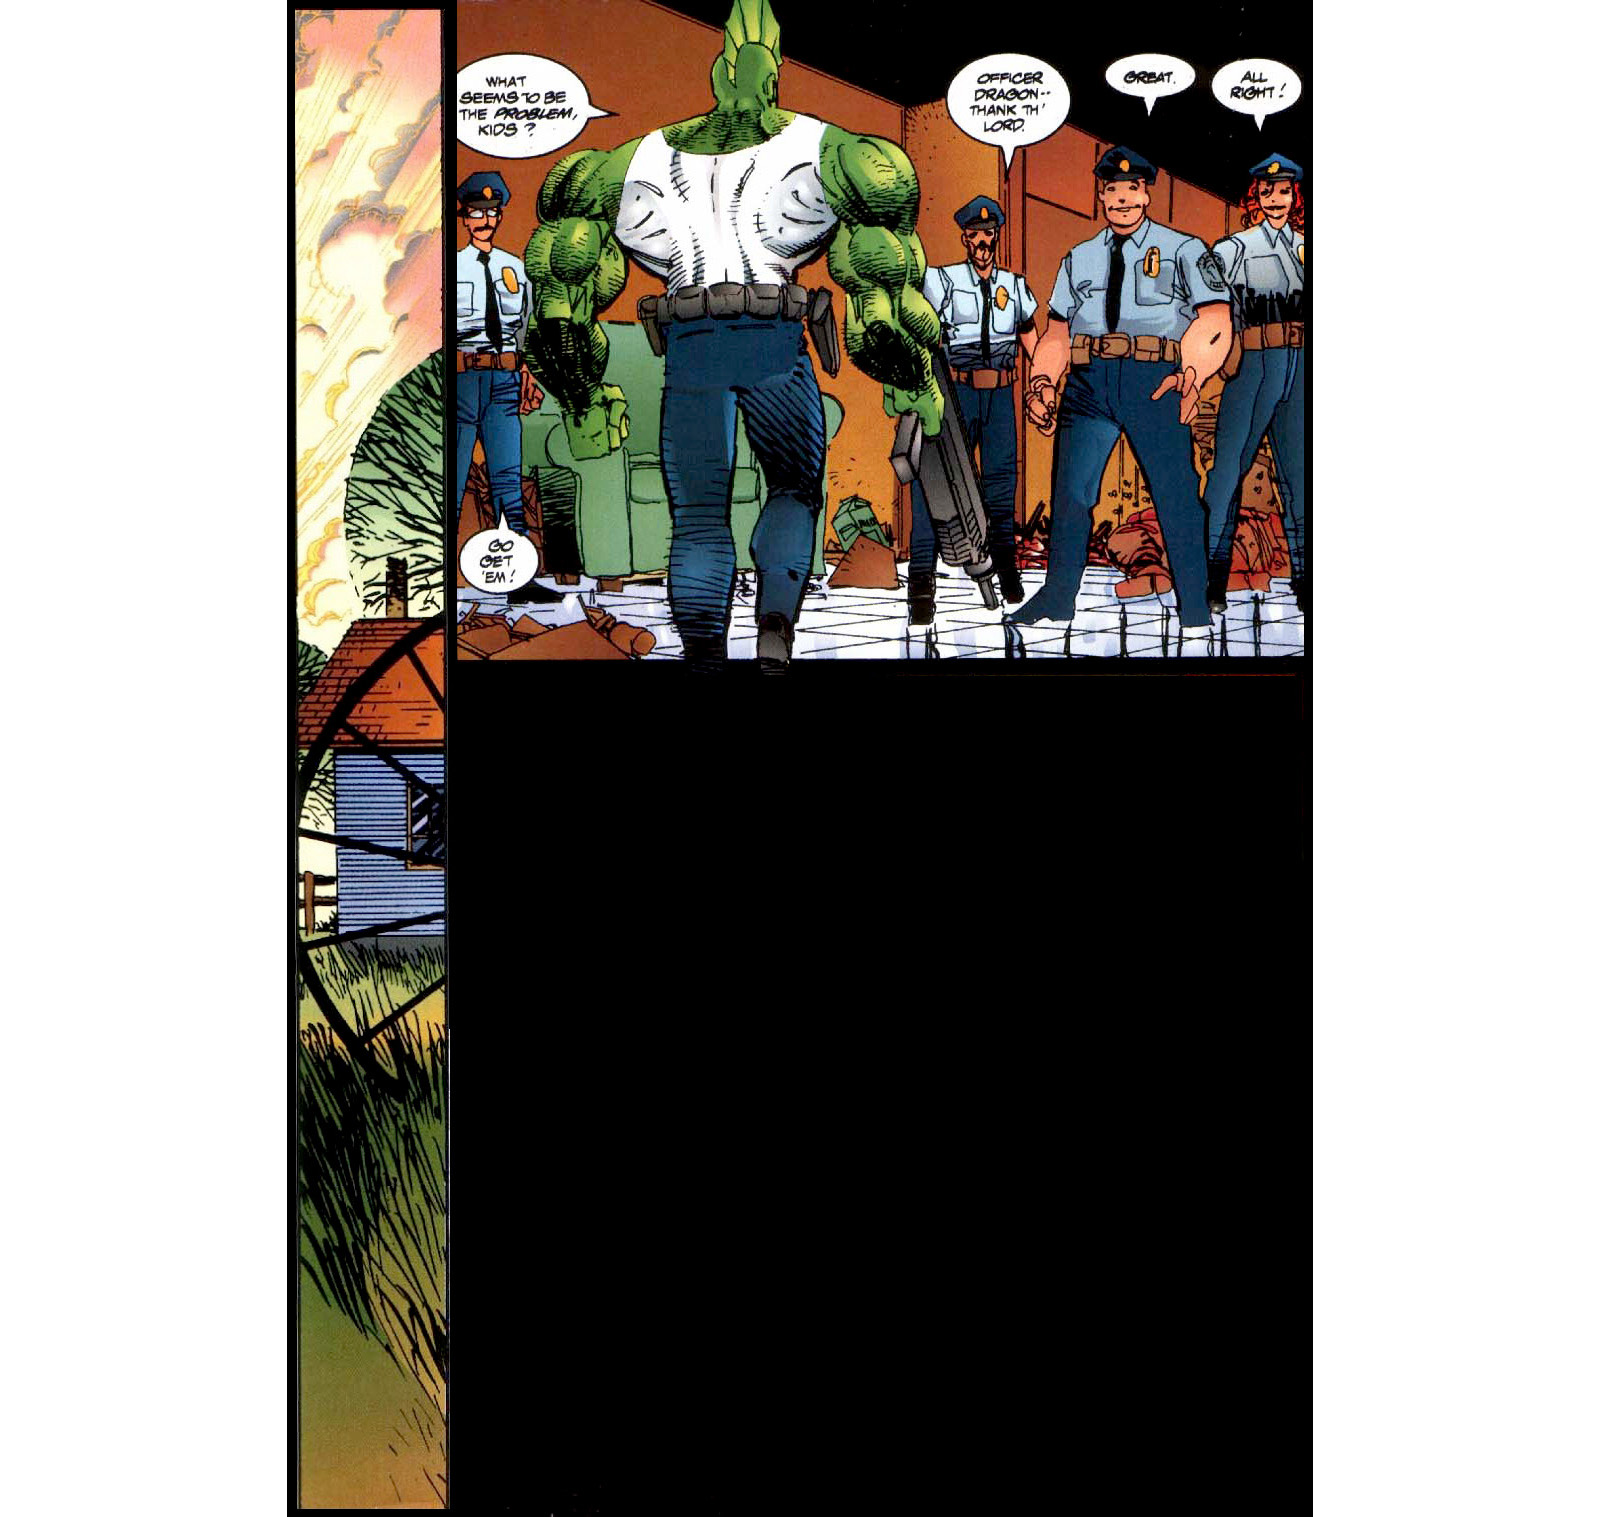 WHAT
SEEMS TO BE
THE PROBLEM,
KIDS?
OFFICER
DRAGON--
THANK TH'
LORD.
GREAT.
ALL
RIGHT!
GO
GET
'EM!